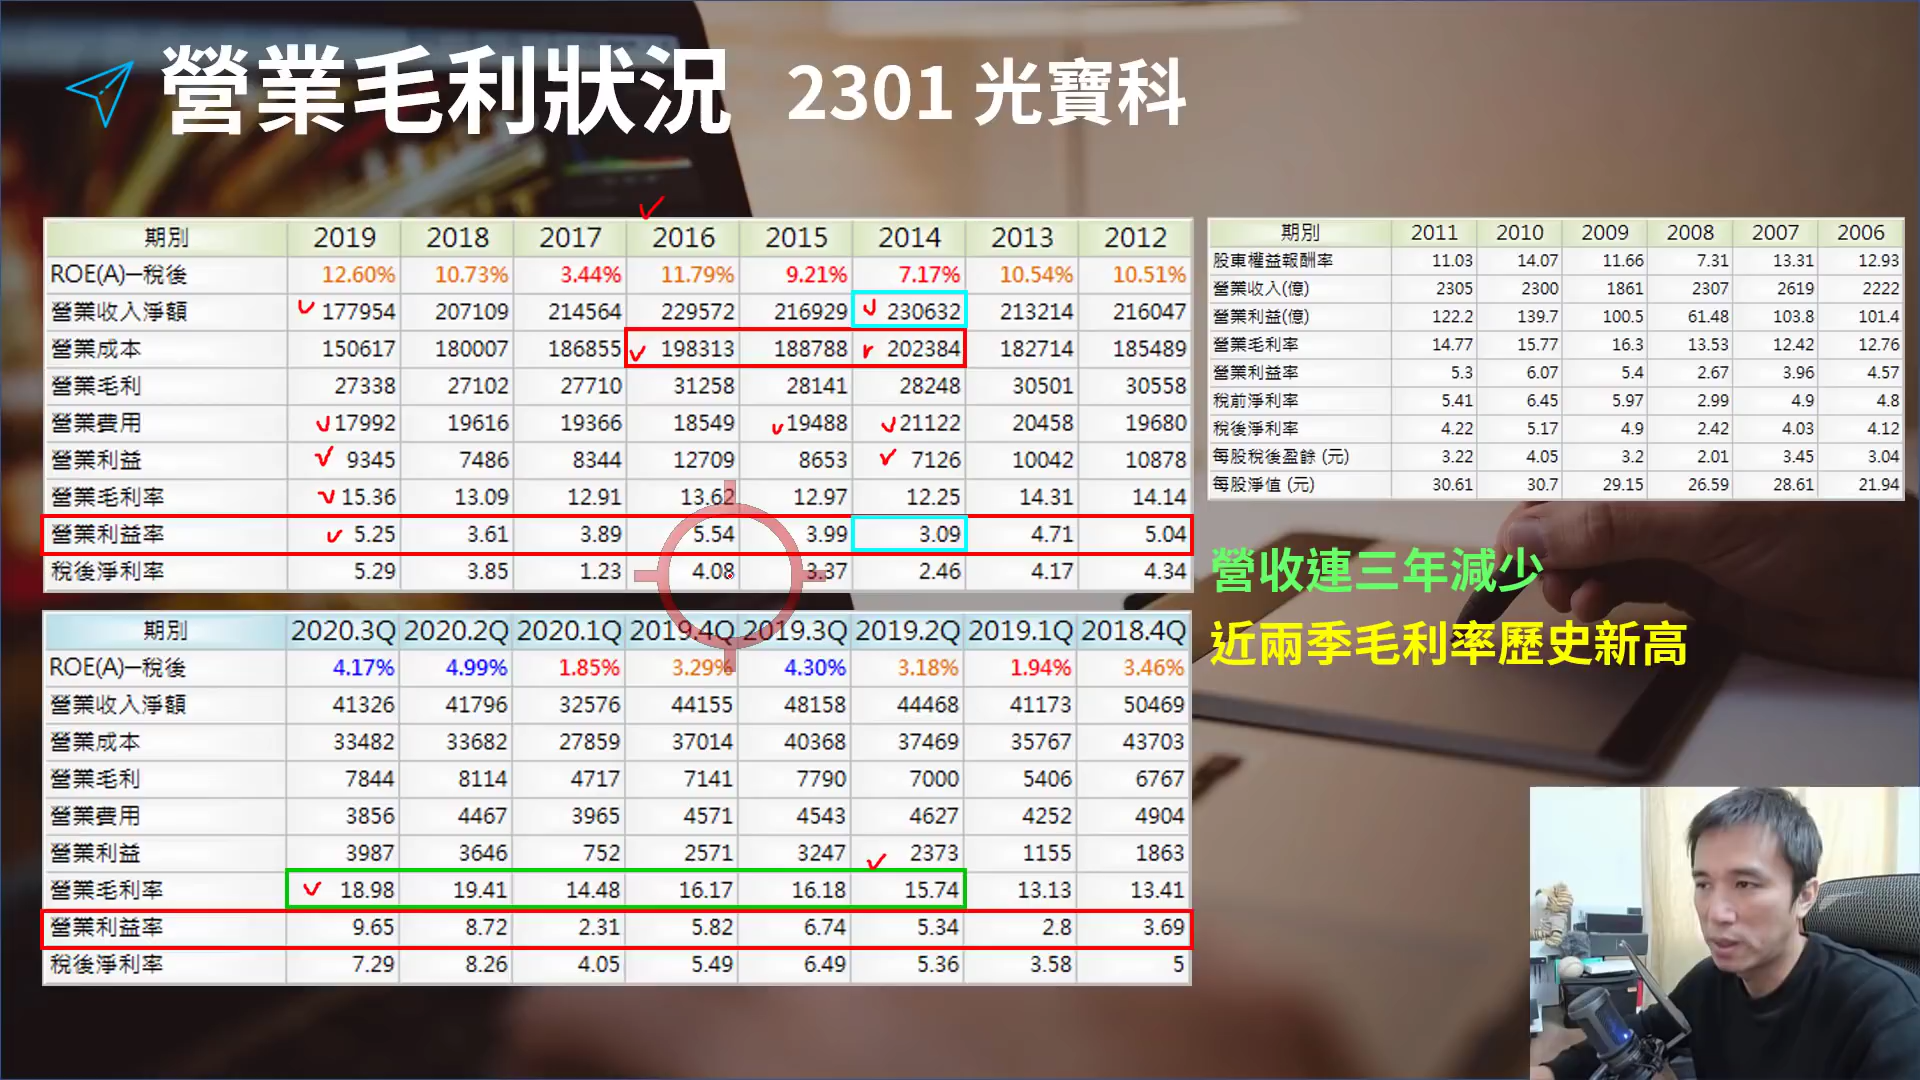 營業毛利狀況 2301 光寶科
期別 2019 2018 2017 2016 2015 2014 2013 2012
ROE(A)─稅後 12.60% 10.73% 3.44% 11.79% 9.21% 7.17% 10.54% 10.51%
營業收入淨額 177954 207109 214564 229572 216929 230632 213214 216047
營業成本 150617 180007 186855 198313 188788 202384 182714 185489
營業毛利 27338 27102 27710 31258 28141 28248 30501 30558
營業費用 17992 19616 19366 18549 19488 21122 20458 19680
營業利益 9345 7486 8344 12709 8653 7126 10042 10878
營業毛利率 15.36 13.09 12.91 13.62 12.97 12.25 14.31 14.14
營業利益率 5.25 3.61 3.89 5.54 3.99 3.09 4.71 5.04
稅後淨利率 5.29 3.85 1.23 4.08 3.37 2.46 4.17 4.34
期別 2011 2010 2009 2008 2007 2006
股東權益報酬率 11.03 14.07 11.66 7.31 13.31 12.93
營業收入(億) 2305 2300 1861 2307 2619 2222
營業利益(億) 122.2 139.7 100.5 61.48 103.8 101.4
營業毛利率 14.77 15.77 16.3 13.53 12.42 12.76
營業利益率 5.3 6.07 5.4 2.67 3.96 4.57
稅前淨利率 5.41 6.45 5.97 2.99 4.9 4.8
稅後淨利率 4.22 5.17 4.9 2.42 4.03 4.12
每股稅後盈餘 (元) 3.22 4.05 3.2 2.01 3.45 3.04
每股淨值 (元) 30.61 30.7 29.15 26.59 28.61 21.94
營收連三年減少
近兩季毛利率歷史新高
期別 2020.3Q 2020.2Q 2020.1Q 2019.4Q 2019.3Q 2019.2Q 2019.1Q 2018.4Q
ROE(A)─稅後 4.17% 4.99% 1.85% 3.29% 4.30% 3.18% 1.94% 3.46%
營業收入淨額 41326 41796 32576 44155 48158 44468 41173 50469
營業成本 33482 33682 27859 37014 40368 37469 35767 43703
營業毛利 7844 8114 4717 7141 7790 7000 5406 6767
營業費用 3856 4467 3965 4571 4543 4627 4252 4904
營業利益 3987 3646 752 2571 3247 2373 1155 1863
營業毛利率 18.98 19.41 14.48 16.17 16.18 15.74 13.13 13.41
營業利益率 9.65 8.72 2.31 5.82 6.74 5.34 2.8 3.69
稅後淨利率 7.29 8.26 4.05 5.49 6.49 5.36 3.58 5